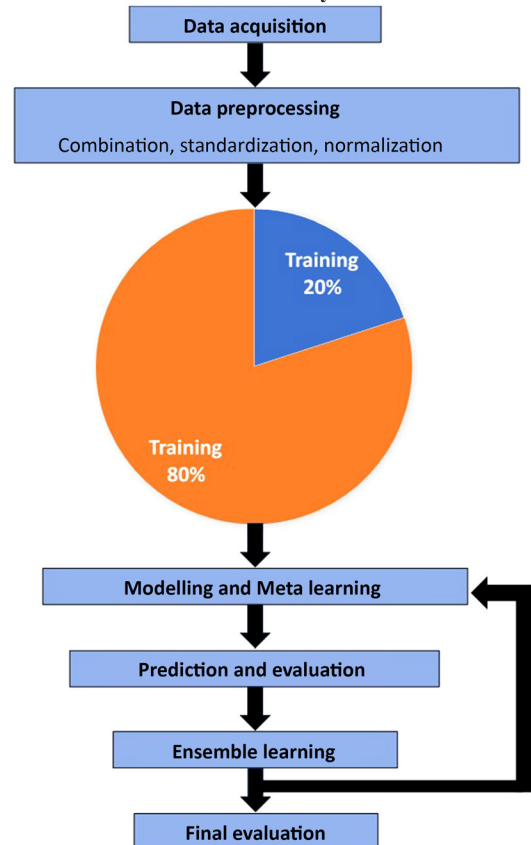 Data acquisition
Data preprocessing
Combination, standardization, normalization
Training
20%
Training
80%
Modelling and Meta learning
Prediction and evaluation
Ensemble learning
Final evaluation